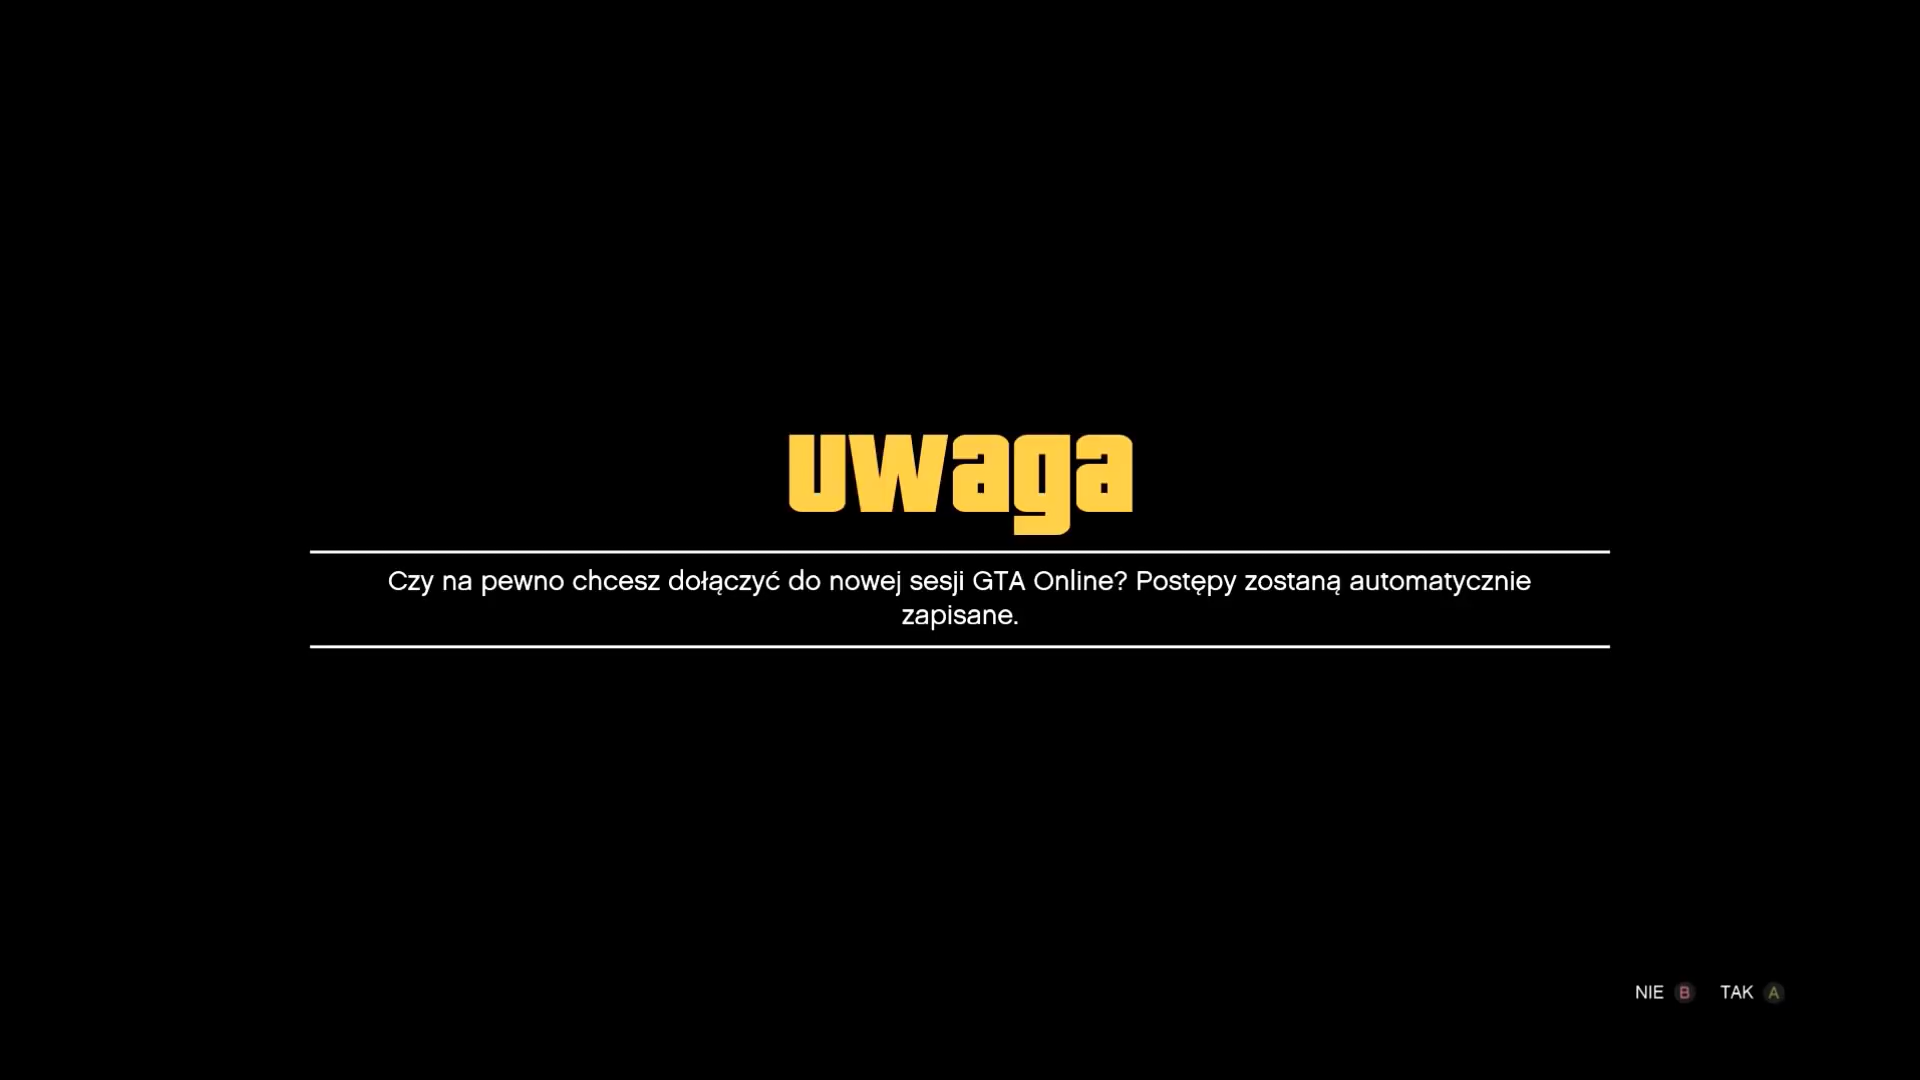 uwaga
Czy na pewno chcesz dołączyć do nowej sesji GTA Online? Postępy zostaną automatycznie
zapisane.
NIE B TAK A